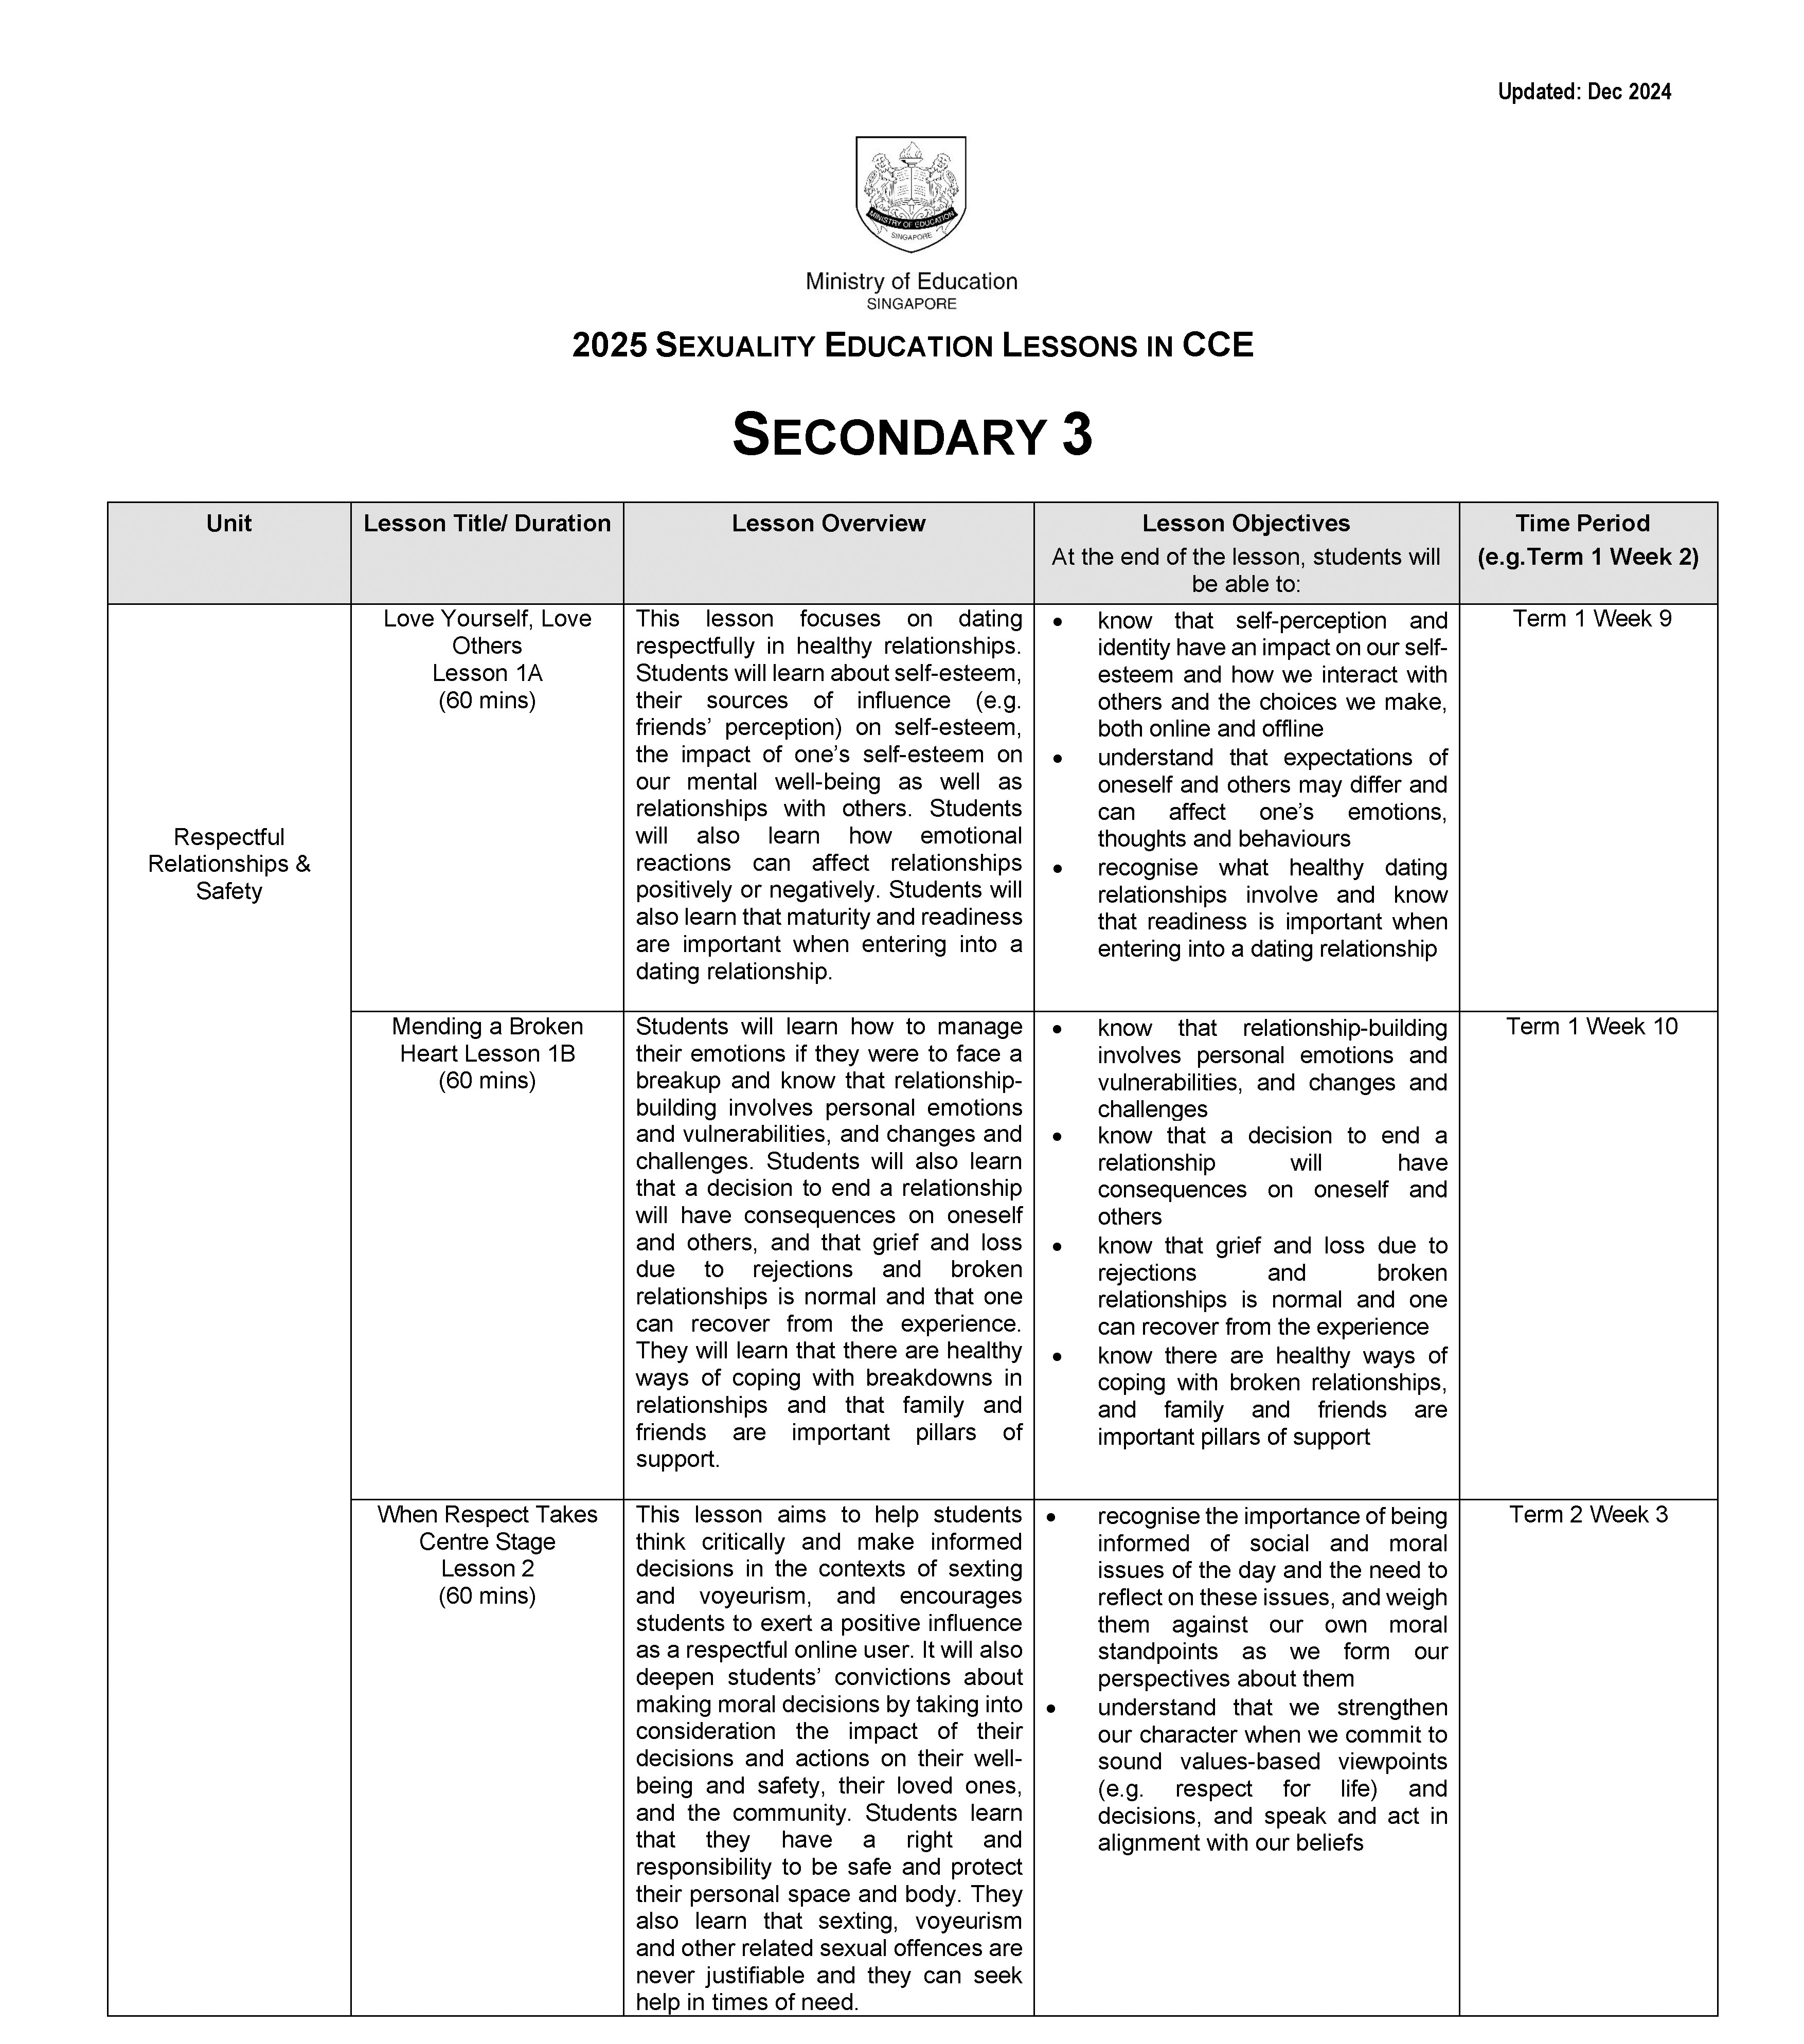 Updated: Dec 2024
MINISTRY OF EDUCATION
SINGAPORE
Ministry of Education
SINGAPORE
2025 SEXUALITY EDUCATION LESSONS IN CCE
SECONDARY 3
Unit
Lesson Title/ Duration
Lesson Overview
Lesson Objectives
At the end of the lesson, students will
be able to:
Time Period
(e.g.Term 1 Week 2)
Respectful
Relationships &
Safety
Love Yourself, Love
Others
Lesson 1A
(60 mins)
This lesson focuses on dating
respectfully in healthy relationships.
Students will learn about self-esteem,
their sources of influence (e.g.
friends’ perception) on self-esteem,
the impact of one’s self-esteem on
our mental well-being as well as
relationships with others. Students
will also learn how emotional
reactions can affect relationships
positively or negatively. Students will
also learn that maturity and readiness
are important when entering into a
dating relationship.
• know that self-perception and
identity have an impact on our self-
esteem and how we interact with
others and the choices we make,
both online and offline
• understand that expectations of
oneself and others may differ and
can affect one’s emotions,
thoughts and behaviours
• recognise what healthy dating
relationships involve and know
that readiness is important when
entering into a dating relationship
Term 1 Week 9
Mending a Broken
Heart Lesson 1B
(60 mins)
Students will learn how to manage
their emotions if they were to face a
breakup and know that relationship-
building involves personal emotions
and vulnerabilities, and changes and
challenges. Students will also learn
that a decision to end a relationship
will have consequences on oneself
and others, and that grief and loss
due to rejections and broken
relationships is normal and that one
can recover from the experience.
They will learn that there are healthy
ways of coping with breakdowns in
relationships and that family and
friends are important pillars of
support.
• know that relationship-building
involves personal emotions and
vulnerabilities, and changes and
challenges
• know that a decision to end a
relationship will have
consequences on oneself and
others
• know that grief and loss due to
rejections and broken
relationships is normal and one
can recover from the experience
• know there are healthy ways of
coping with broken relationships,
and family and friends are
important pillars of support
Term 1 Week 10
When Respect Takes
Centre Stage
Lesson 2
(60 mins)
This lesson aims to help students
think critically and make informed
decisions in the contexts of sexting
and voyeurism, and encourages
students to exert a positive influence
as a respectful online user. It will also
deepen students’ convictions about
making moral decisions by taking into
consideration the impact of their
decisions and actions on their well-
being and safety, their loved ones,
and the community. Students learn
that they have a right and
responsibility to be safe and protect
their personal space and body. They
also learn that sexting, voyeurism
and other related sexual offences are
never justifiable and they can seek
help in times of need.
• recognise the importance of being
informed of social and moral
issues of the day and the need to
reflect on these issues, and weigh
them against our own moral
standpoints as we form our
perspectives about them
• understand that we strengthen
our character when we commit to
sound values-based viewpoints
(e.g. respect for life) and
decisions, and speak and act in
alignment with our beliefs
Term 2 Week 3